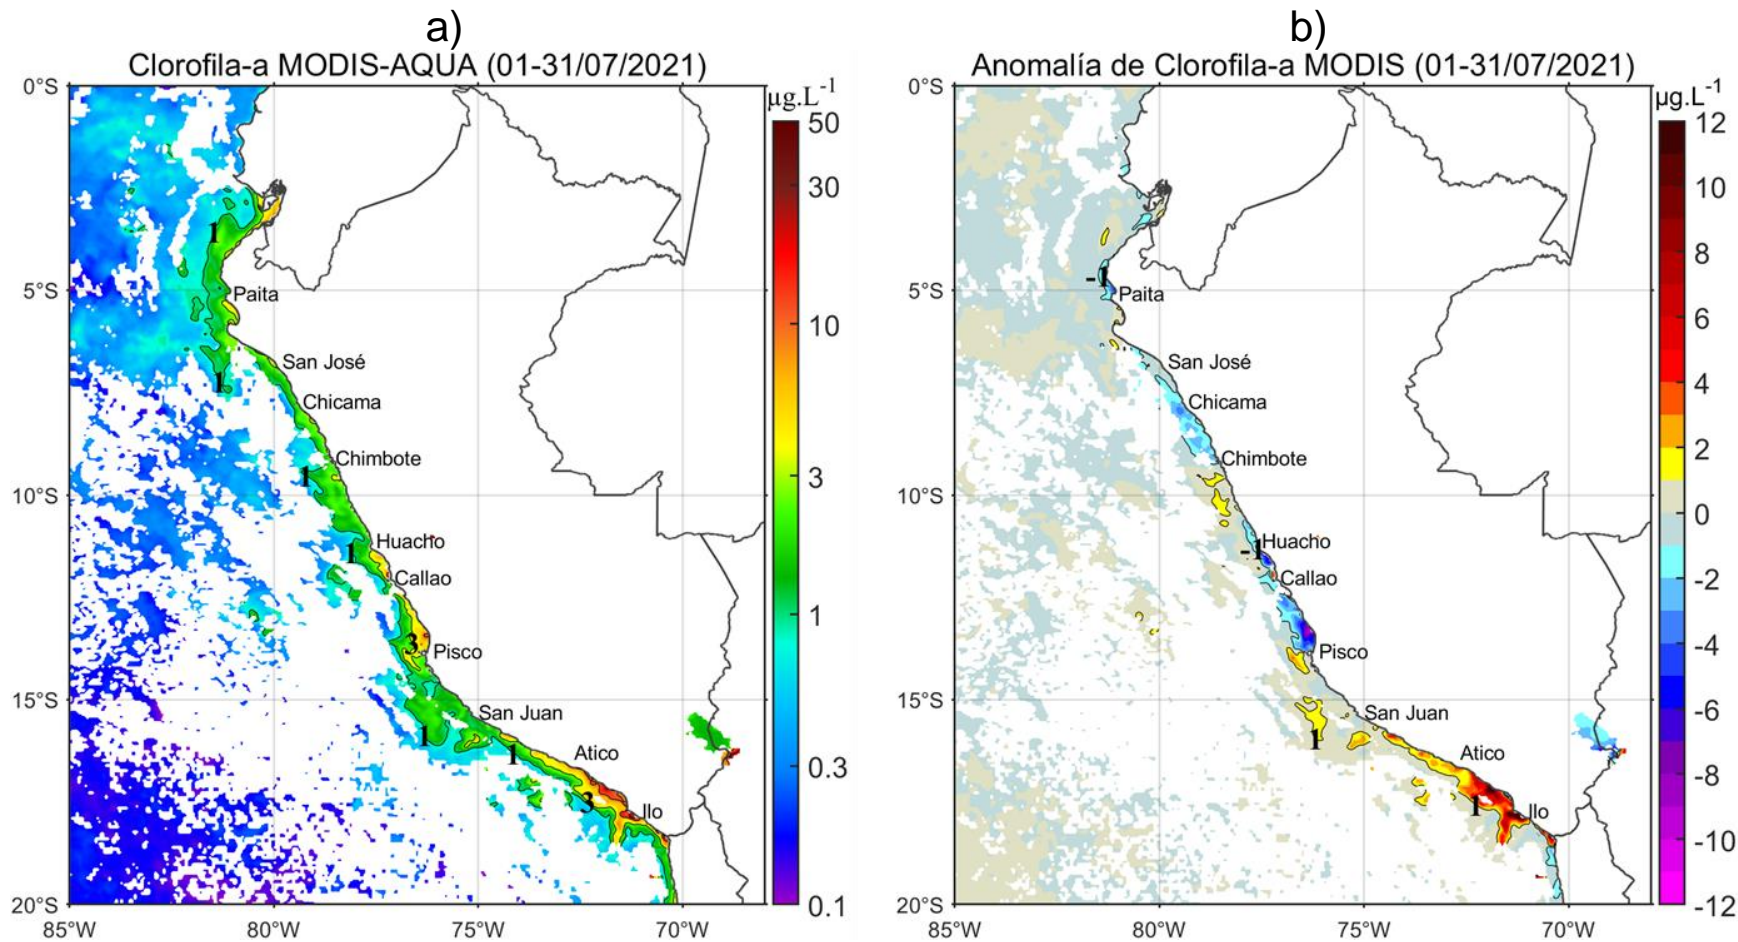 a)
Clorofila-a MODIS-AQUA (01-31/07/2021)
0°S
5°S
10°S
15°S
20°S
85°W
80°W
75°W
70°W
µg.L-1
50
30
10
3
1
0.3
0.1
1
Paita
San José
1
Chicama
Chimbote
1
Huacho
1
Callao
3
Pisco
San Juan
1
1
Atico
3
Ilo
b)
Anomalía de Clorofila-a MODIS (01-31/07/2021)
0°S
5°S
10°S
15°S
20°S
85°W
80°W
75°W
70°W
µg.L-1
12
10
8
6
4
2
0
-2
-4
-6
-8
-10
-12
-1
Paita
San José
Chicama
Chimbote
-1
Huacho
Callao
Pisco
San Juan
1
Atico
1
Ilo